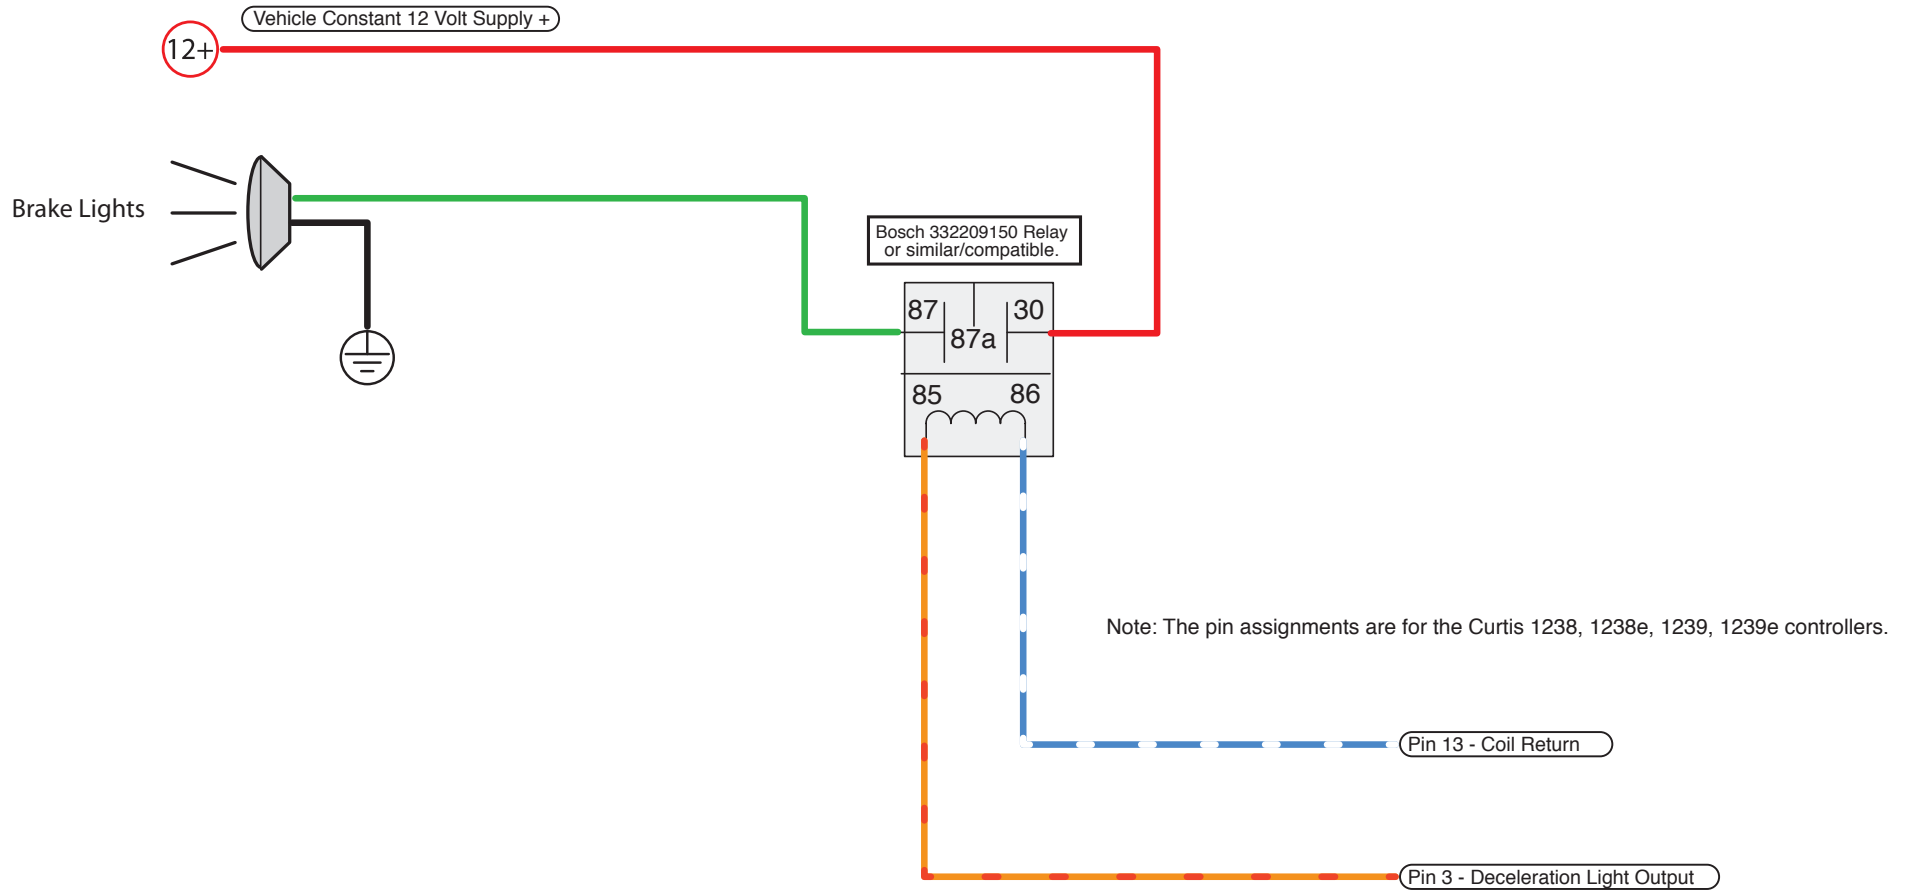 Vehicle Constant 12 Volt Supply +
12+
Brake Lights
Bosch 332209150 Relay
or similar/compatible.
87
30
87a
85
86
Note: The pin assignments are for the Curtis 1238, 1238e, 1239, 1239e controllers.
Pin 13 - Coil Return
Pin 3 - Deceleration Light Output